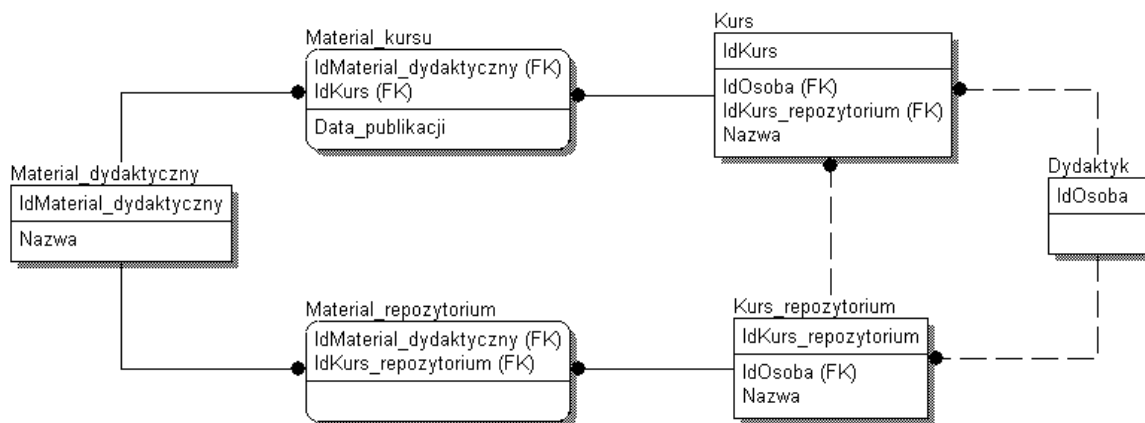 Material_kursu
IdMaterial_dydaktyczny (FK)
IdKurs (FK)
Data_publikacji
Kurs
IdKurs
IdOsoba (FK)
IdKurs_repozytorium (FK)
Nazwa
Material_dydaktyczny
IdMaterial_dydaktyczny
Nazwa
Dydaktyk
IdOsoba
Material_repozytorium
IdMaterial_dydaktyczny (FK)
IdKurs_repozytorium (FK)
Kurs_repozytorium
IdKurs_repozytorium
IdOsoba (FK)
Nazwa